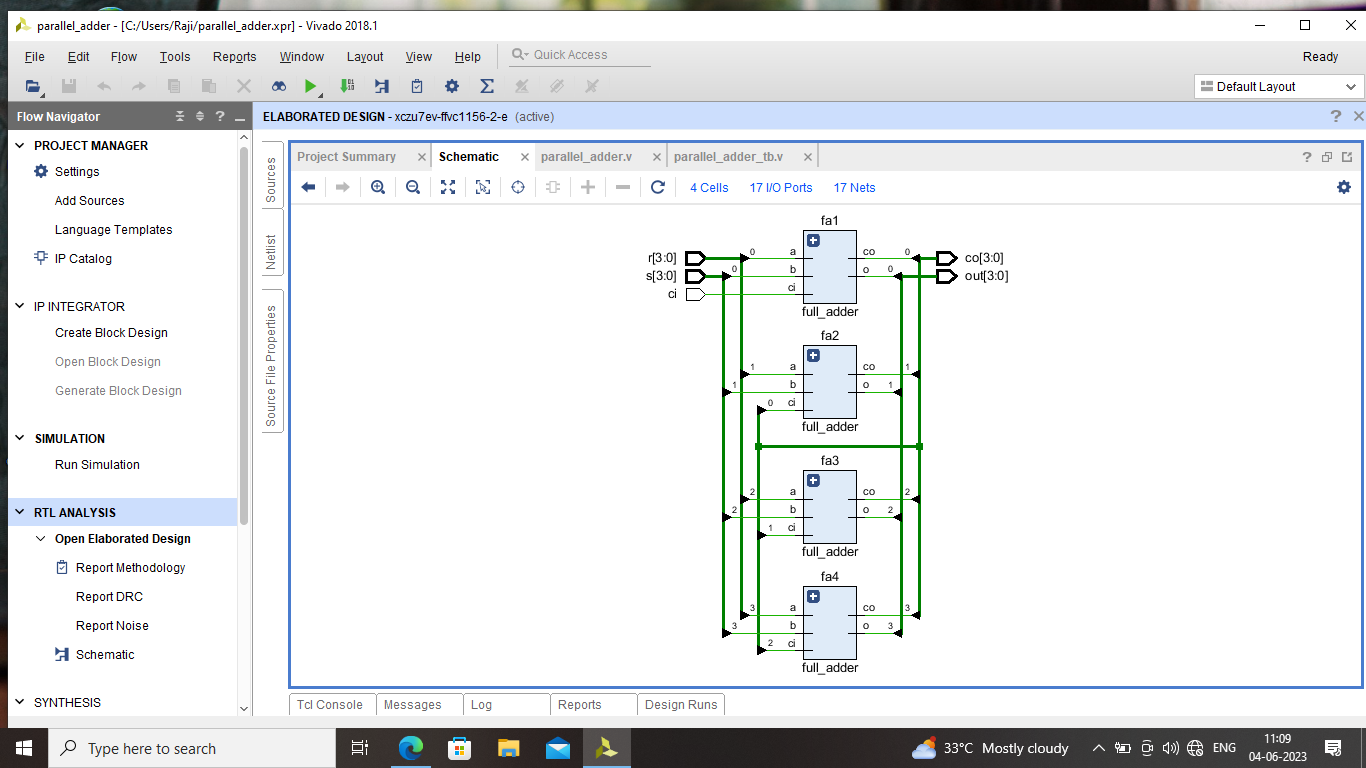 parallel_adder - [C:/Users/Raji/parallel_adder.xpr] - Vivado 2018.1
File Edit Flow Tools Reports Window Layout View Help Quick Access Ready
Default Layout
Flow Navigator
ELABORATED DESIGN - xczu7ev-ffvc1156-2-e (active)
PROJECT MANAGER
Settings
Add Sources
Language Templates
IP Catalog
IP INTEGRATOR
Create Block Design
Open Block Design
Generate Block Design
SIMULATION
Run Simulation
RTL ANALYSIS
Open Elaborated Design
Report Methodology
Report DRC
Report Noise
Schematic
SYNTHESIS
Sources
Netlist
Source File Properties
Project Summary Schematic parallel_adder.v parallel_adder_tb.v
4 Cells 17 I/O Ports 17 Nets
fa1
r[3:0] 0 a co 0 co[3:0]
s[3:0] 0 b o 0 out[3:0]
ci ci
full_adder
fa2
1 a co 1
1 b o 1
0 ci
full_adder
fa3
2 a co 2
2 b o 2
1 ci
full_adder
fa4
3 a co 3
3 b o 3
2 ci
full_adder
Tcl Console Messages Log Reports Design Runs
Type here to search
33°C Mostly cloudy
ENG
11:09
04-06-2023